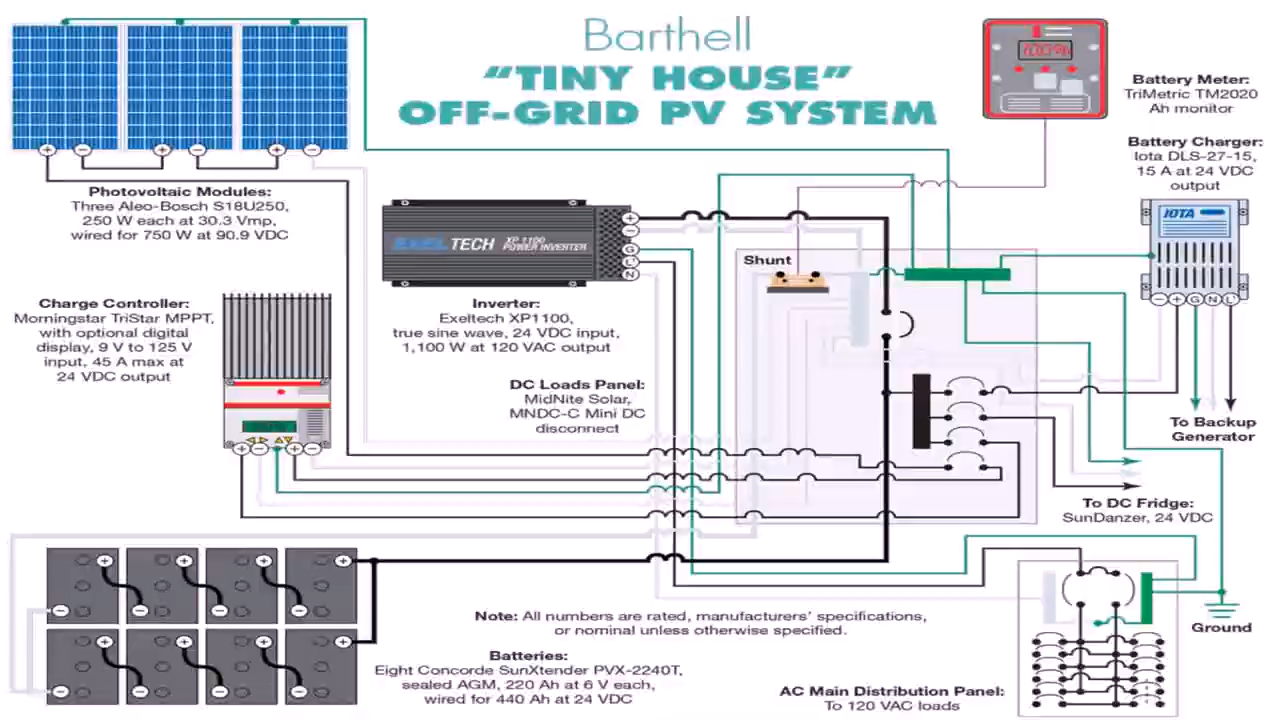 Barthell
“TINY HOUSE”
OFF-GRID PV SYSTEM
100%
Battery Meter:
TriMetric TM2020
Ah monitor
Battery Charger:
Iota DLS-27-15,
15 A at 24 VDC
output
IOTA
Photovoltaic Modules:
Three Aleo-Bosch S18U250,
250 W each at 30.3 Vmp,
wired for 750 W at 90.9 VDC
EXELTECH XP 1100
POWER INVERTER
G
L
N
Shunt
Charge Controller:
Morningstar TriStar MPPT,
with optional digital
display, 9 V to 125 V
input, 45 A max at
24 VDC output
Inverter:
Exeltech XP1100,
true sine wave, 24 VDC input,
1,100 W at 120 VAC output
G N L
DC Loads Panel:
MidNite Solar,
MNDC-C Mini DC
disconnect
To Backup
Generator
To DC Fridge:
SunDanzer, 24 VDC
Note: All numbers are rated, manufacturers’ specifications,
or nominal unless otherwise specified.
Ground
Batteries:
Eight Concorde SunXtender PVX-2240T,
sealed AGM, 220 Ah at 6 V each,
wired for 440 Ah at 24 VDC
AC Main Distribution Panel:
To 120 VAC loads